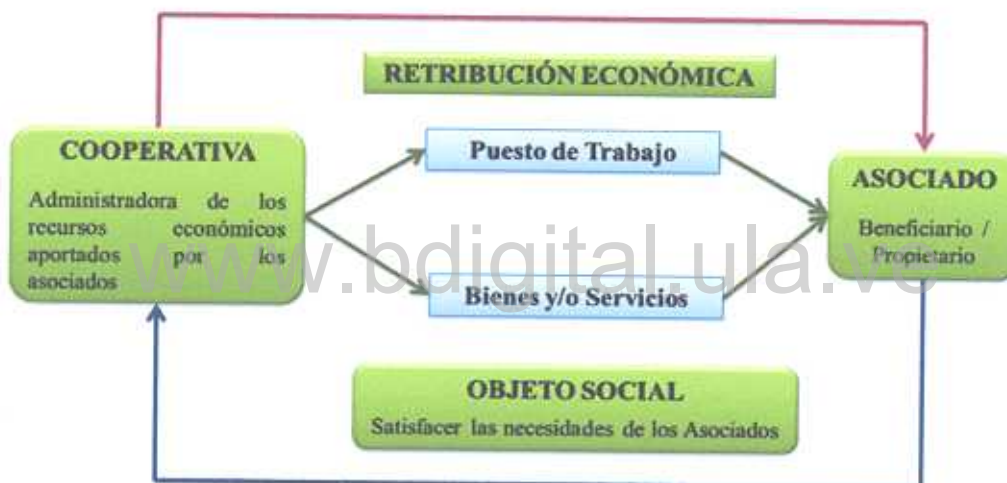 RETRIBUCIÓN ECONÓMICA
COOPERATIVA
Administradora de los
recursos económicos
aportados por los
asociados
Puesto de Trabajo
Bienes y/o Servicios
ASOCIADO
Beneficiario /
Propietario
OBJETO SOCIAL
Satisfacer las necesidades de los Asociados
www.bdigital.ula.ve